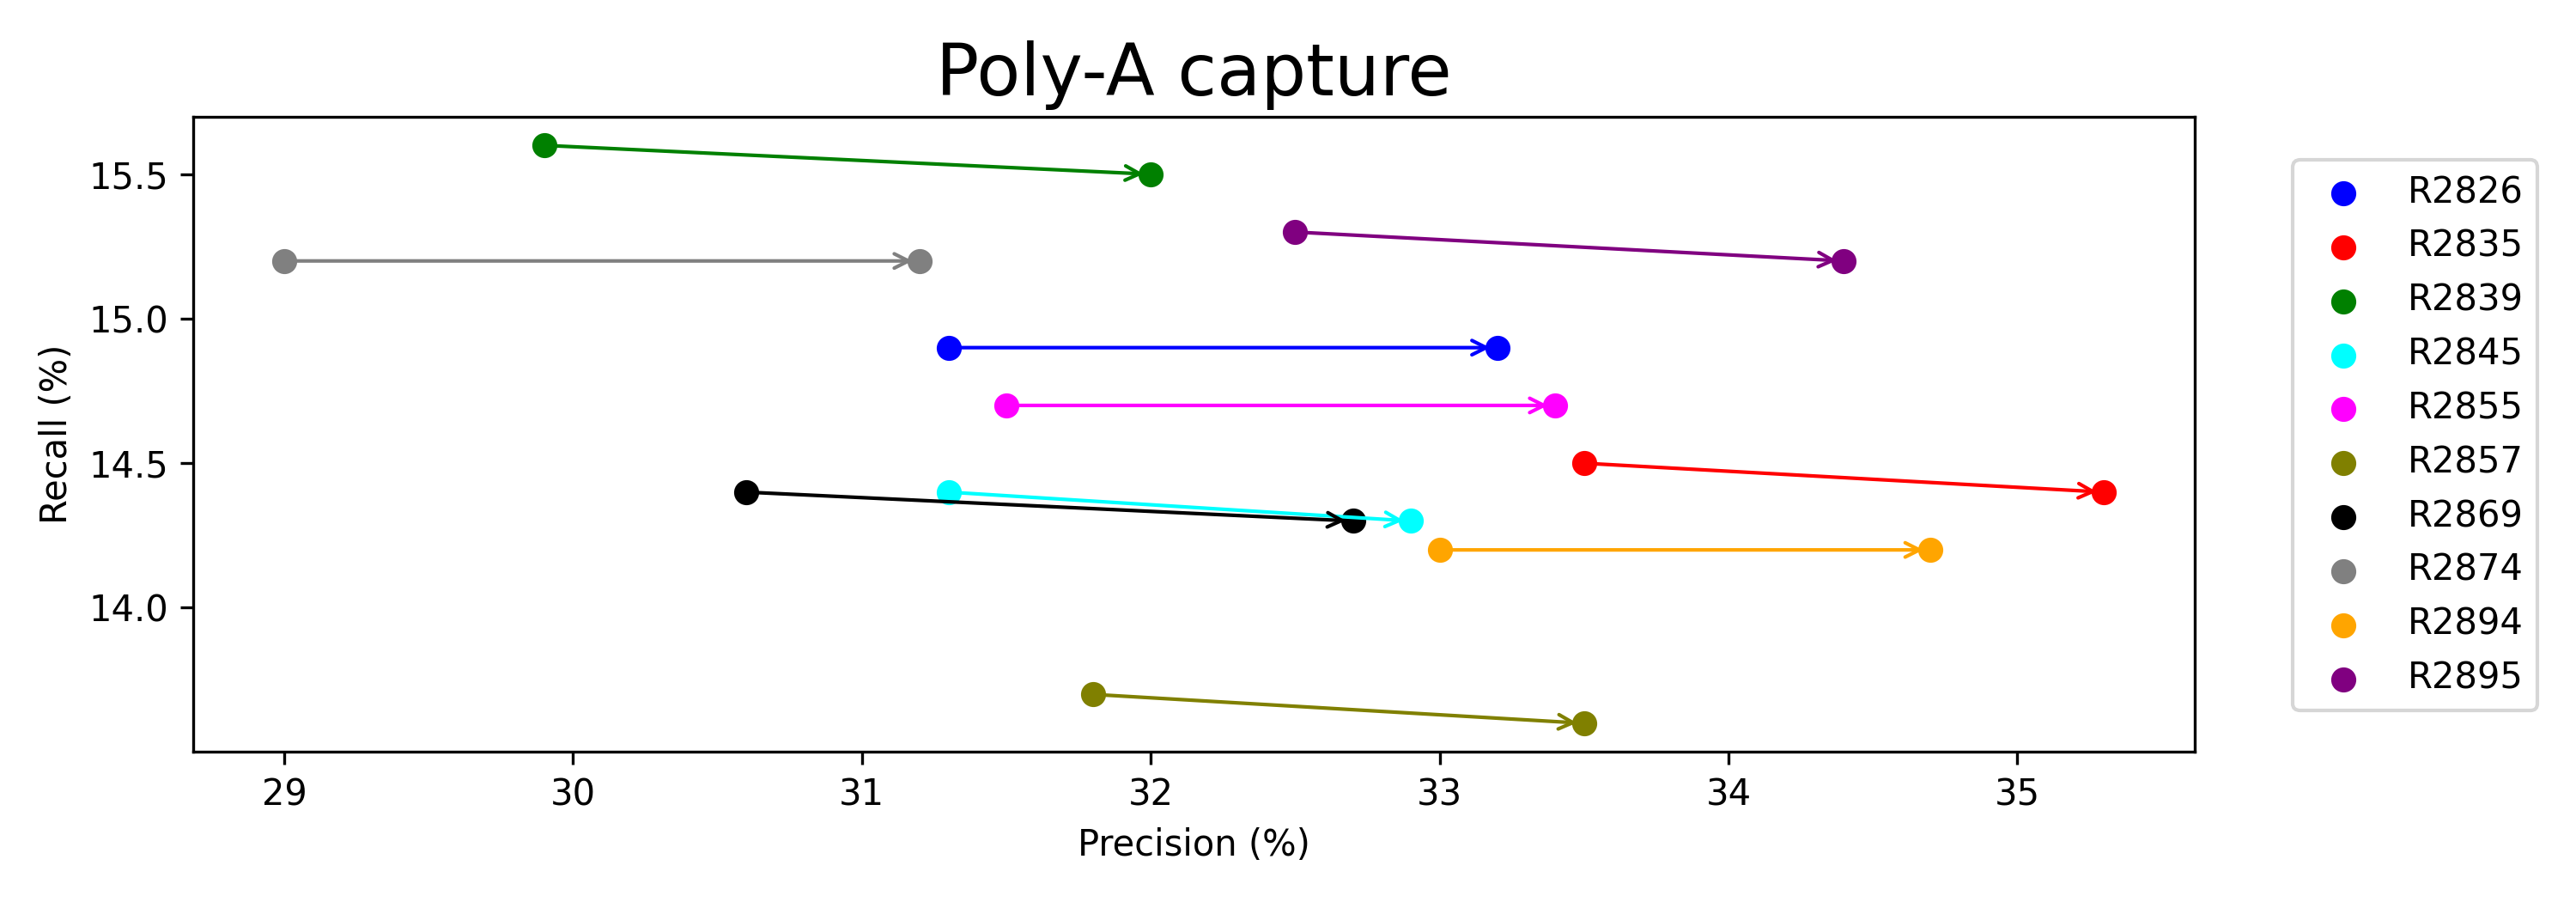 Poly-A capture
Recall (%)
15.5
15.0
14.5
14.0
29 30 31 32 33 34 35
Precision (%)
R2826
R2835
R2839
R2845
R2855
R2857
R2869
R2874
R2894
R2895